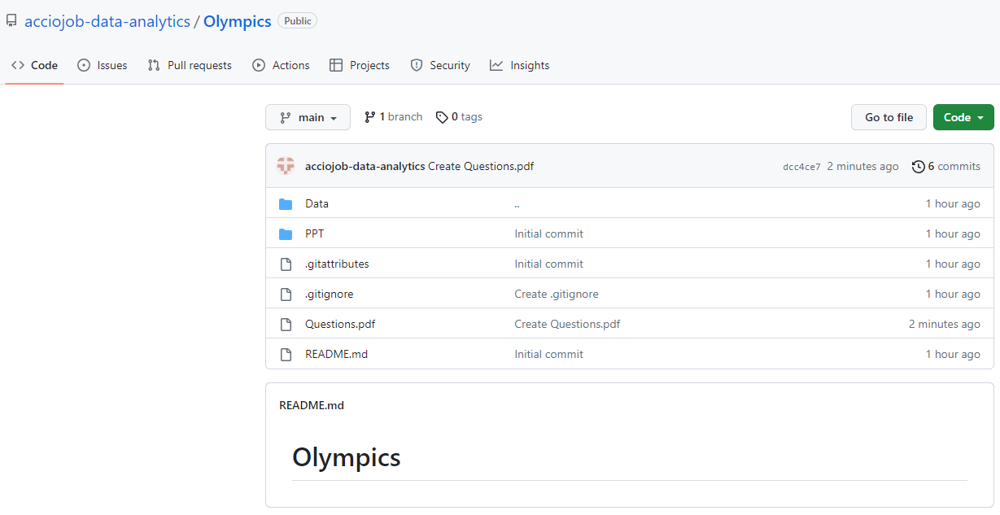 acciojob-data-analytics / Olympics Public
Code Issues Pull requests Actions Projects Security Insights
main 1 branch 0 tags Go to file Code
acciojob-data-analytics Create Questions.pdf dcc4ce7 2 minutes ago 6 commits
Data .. 1 hour ago
PPT Initial commit 1 hour ago
.gitattributes Initial commit 1 hour ago
.gitignore Create .gitignore 1 hour ago
Questions.pdf Create Questions.pdf 2 minutes ago
README.md Initial commit 1 hour ago
README.md
Olympics